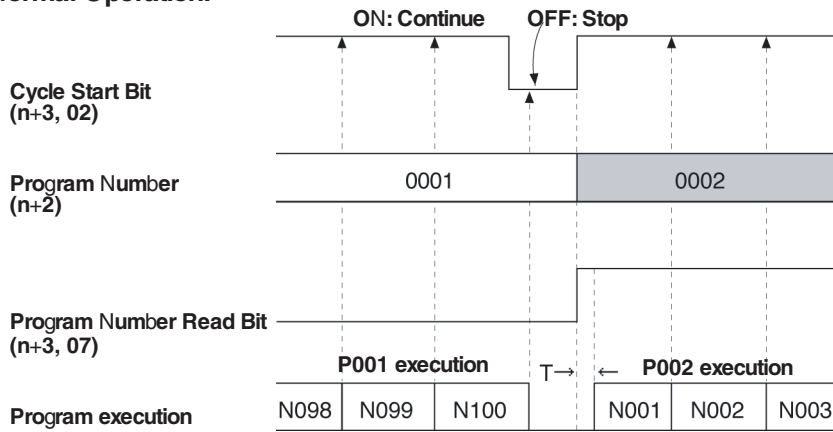 ON: Continue OFF: Stop
Cycle Start Bit
(n+3, 02)
Program Number
(n+2)
0001 0002
Program Number Read Bit
(n+3, 07)
P001 execution T→ ← P002 execution
Program execution N098 N099 N100 N001 N002 N003